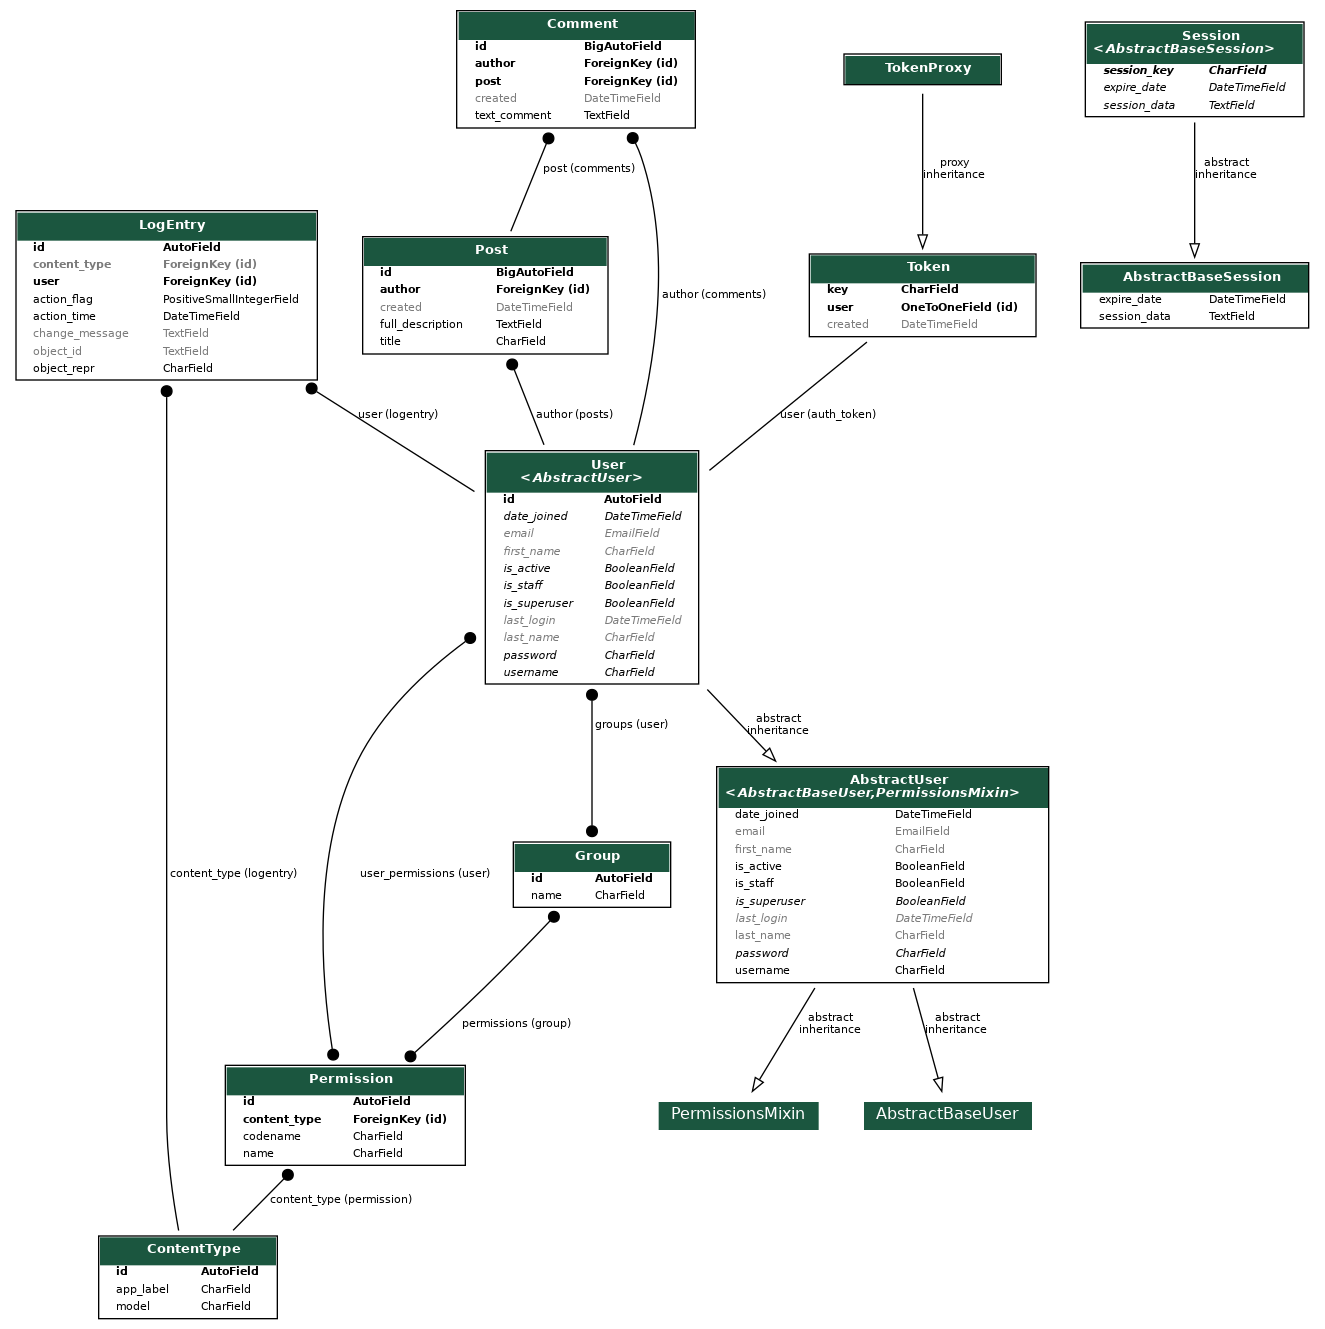 Comment
id BigAutoField
author ForeignKey (id)
post ForeignKey (id)
created DateTimeField
text_comment TextField
TokenProxy
Session
<AbstractBaseSession>
session_key CharField
expire_date DateTimeField
session_data TextField
post (comments)
proxy
inheritance
abstract
inheritance
LogEntry
id AutoField
content_type ForeignKey (id)
user ForeignKey (id)
action_flag PositiveSmallIntegerField
action_time DateTimeField
change_message TextField
object_id TextField
object_repr CharField
Post
id BigAutoField
author ForeignKey (id)
created DateTimeField
full_description TextField
title CharField
author (comments)
Token
key CharField
user OneToOneField (id)
created DateTimeField
AbstractBaseSession
expire_date DateTimeField
session_data TextField
user (logentry)
author (posts)
user (auth_token)
User
<AbstractUser>
id AutoField
date_joined DateTimeField
email EmailField
first_name CharField
is_active BooleanField
is_staff BooleanField
is_superuser BooleanField
last_login DateTimeField
last_name CharField
password CharField
username CharField
groups (user)
abstract
inheritance
AbstractUser
<AbstractBaseUser,PermissionsMixin>
date_joined DateTimeField
email EmailField
first_name CharField
is_active BooleanField
is_staff BooleanField
is_superuser BooleanField
last_login DateTimeField
last_name CharField
password CharField
username CharField
content_type (logentry)
user_permissions (user)
Group
id AutoField
name CharField
permissions (group)
abstract
inheritance
abstract
inheritance
Permission
id AutoField
content_type ForeignKey (id)
codename CharField
name CharField
PermissionsMixin
AbstractBaseUser
content_type (permission)
ContentType
id AutoField
app_label CharField
model CharField